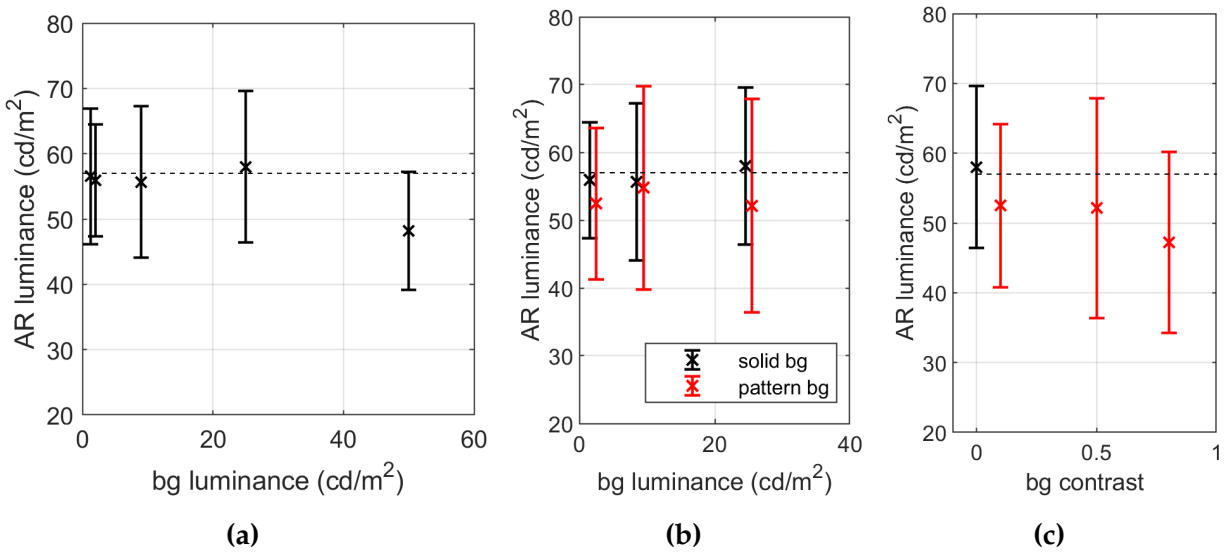 80
70
60
50
40
30
20
0 20 40 60
AR luminance (cd/m²)
bg luminance (cd/m²)
(a)
80
70
60
50
40
30
20
0 20 40
AR luminance (cd/m²)
solid bg
pattern bg
bg luminance (cd/m²)
(b)
80
70
60
50
40
30
20
0 0.5 1
AR luminance (cd/m²)
bg contrast
(c)